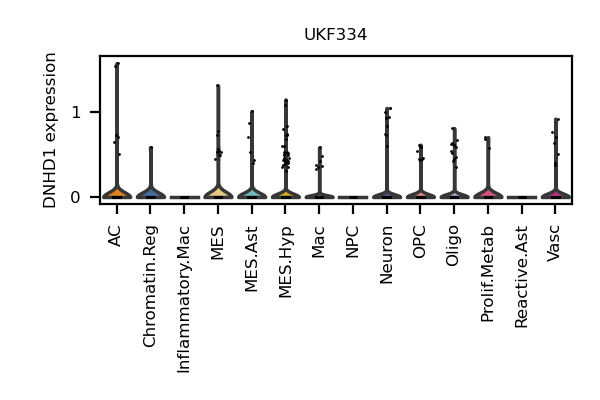 UKF334
DNHD1 expression
1
0
AC
Chromatin.Reg
Inflammatory.Mac
MES
MES.Ast
MES.Hyp
Mac
NPC
Neuron
OPC
Oligo
Prolif.Metab
Reactive.Ast
Vasc